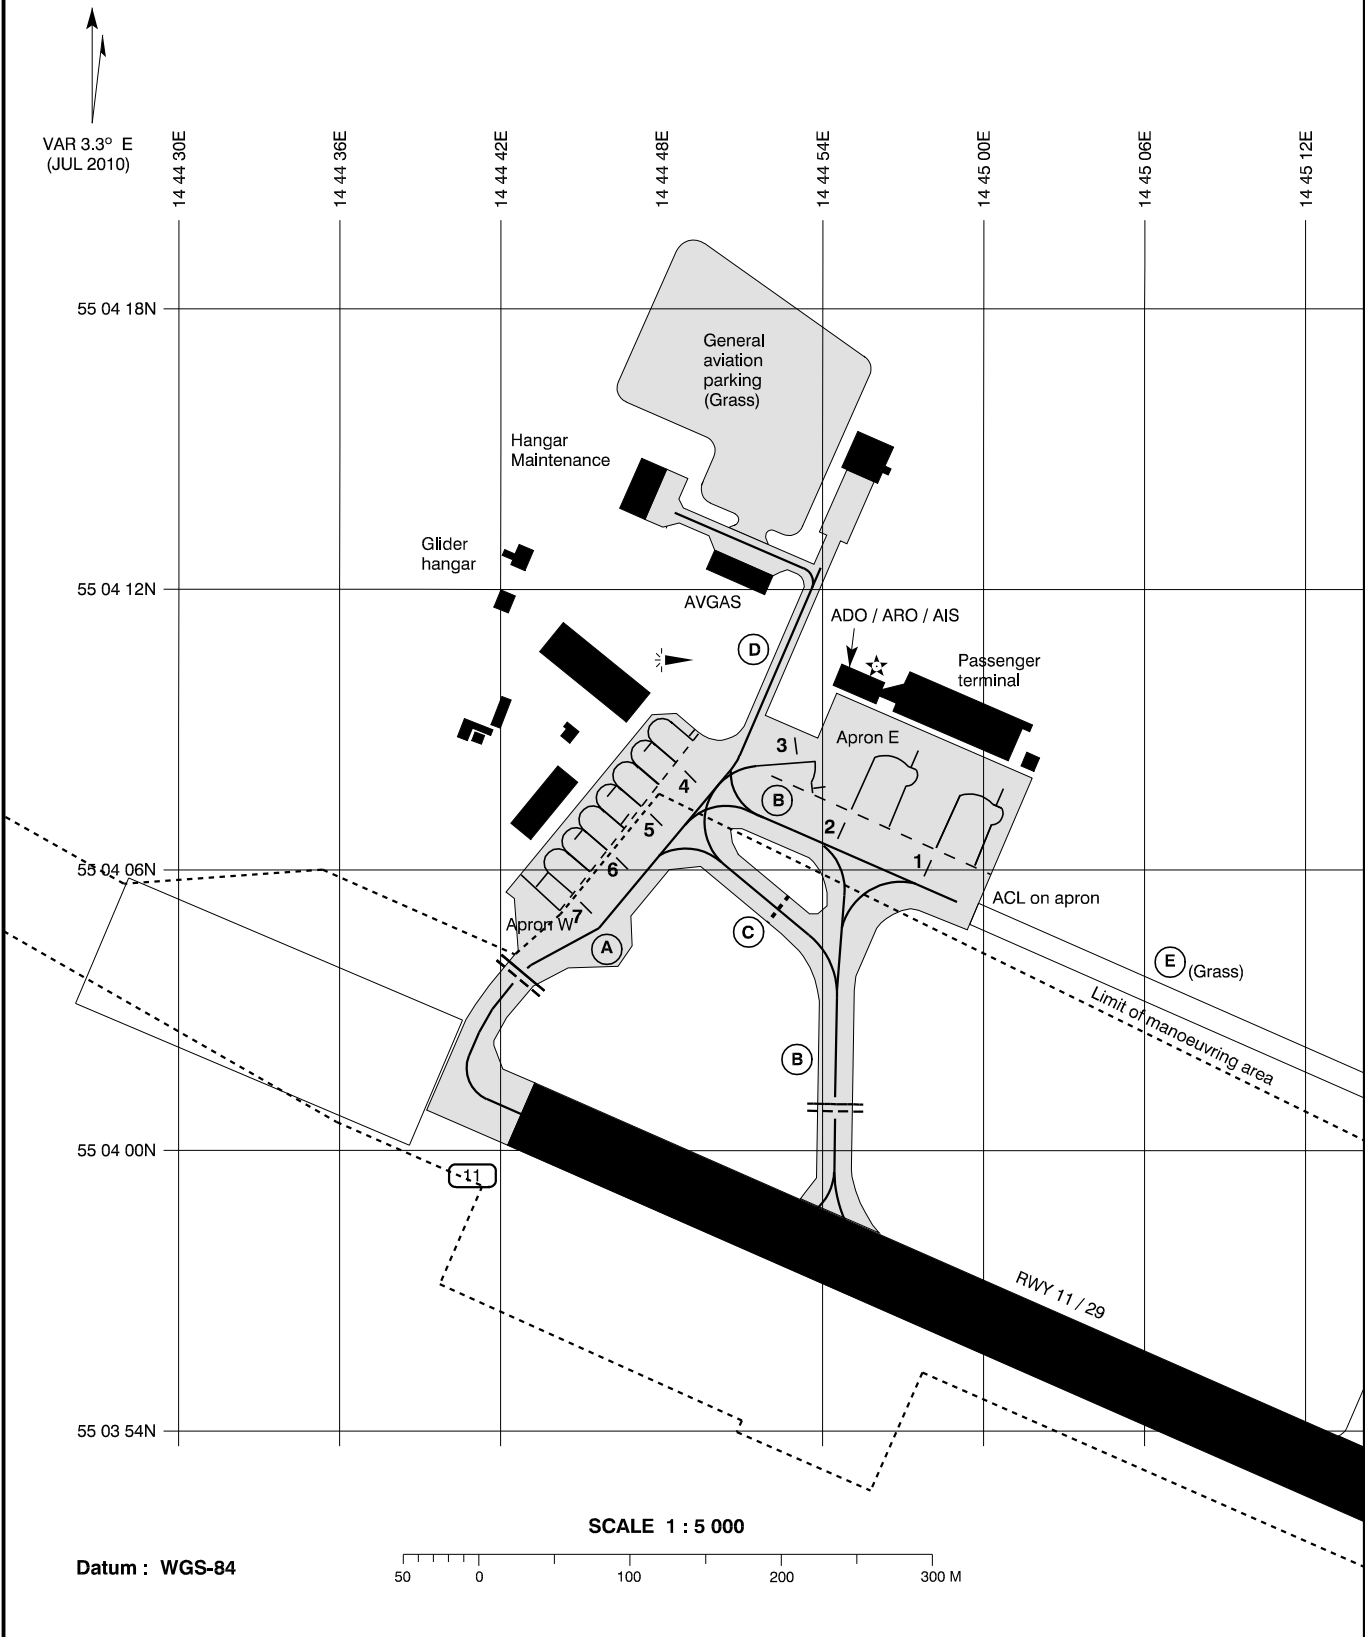 VAR 3.3° E
(JUL 2010)
14 44 30E
14 44 36E
14 44 42E
14 44 48E
14 44 54E
14 45 00E
14 45 06E
14 45 12E
55 04 18N
General
aviation
parking
(Grass)
Hangar
Maintenance
Glider
hangar
55 04 12N
AVGAS
ADO / ARO / AIS
D
Passenger
terminal
3
Apron E
4
B
5
2
55 04 06N
6
1
ACL on apron
7
Apron W
A
C
E
(Grass)
Limit of manoeuvring area
B
55 04 00N
11
RWY 11 / 29
55 03 54N
SCALE 1 : 5 000
Datum : WGS-84
50 0 100 200 300 M